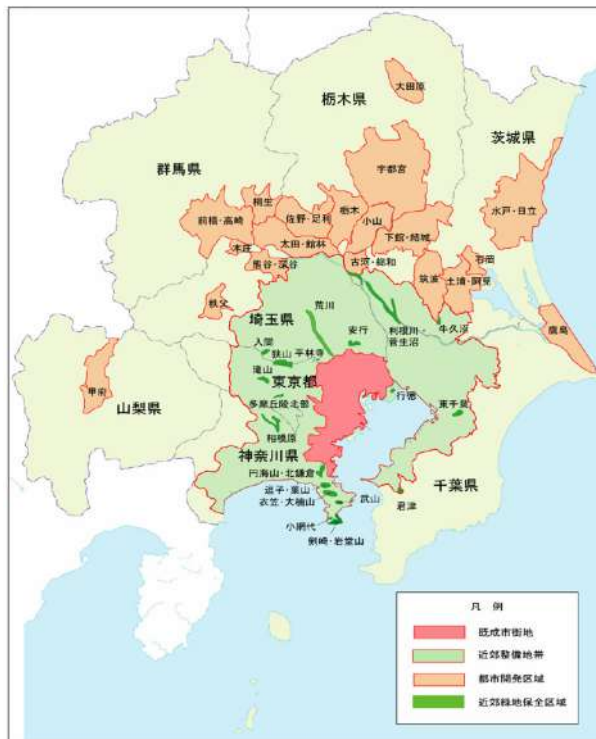 大田原
栃木県
茨城県
宇都宮
群馬県
桐生
水戸・日立
前橋・高崎
佐野・足利
栃木
小山
太田・館林
下館・結城
本庄
熊谷・深谷
古河・総和
石岡
筑波
土浦・阿見
秩父
荒川
利根川
菅生沼
牛久沼
鹿島
埼玉県
安行
入間
狭山
平林寺
滝山
東京都
甲府
山梨県
多摩丘陵北部
行徳
東千葉
相模原
神奈川県
円海山・北鎌倉
千葉県
逗子・葉山
武山
衣笠・大楠山
君津
小網代
剱崎・岩堂山
凡 例
既成市街地
近郊整備地帯
都市開発区域
近郊緑地保全区域